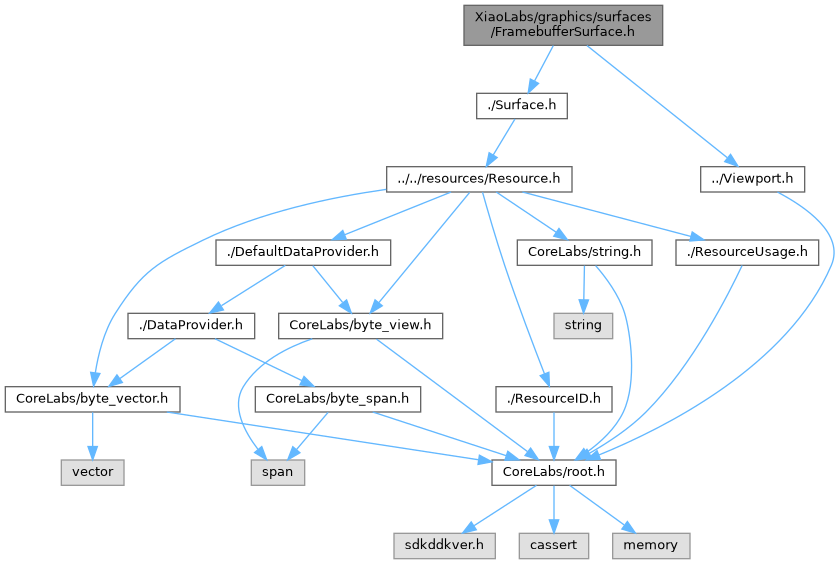 XiaoLabs/graphics/surfaces
/FramebufferSurface.h
./Surface.h
../../resources/Resource.h
../Viewport.h
./DefaultDataProvider.h
CoreLabs/string.h
./ResourceUsage.h
./DataProvider.h
CoreLabs/byte_view.h
string
CoreLabs/byte_vector.h
CoreLabs/byte_span.h
./ResourceID.h
vector
span
CoreLabs/root.h
sdkddkver.h
cassert
memory